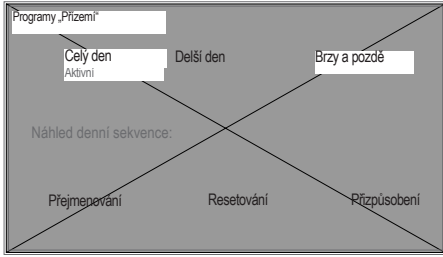 Programy „Přízemí“
Celý den Delší den Brzy a pozdě
Aktivní
Náhled denní sekvence:
Přejmenování Resetování Přizpůsobení